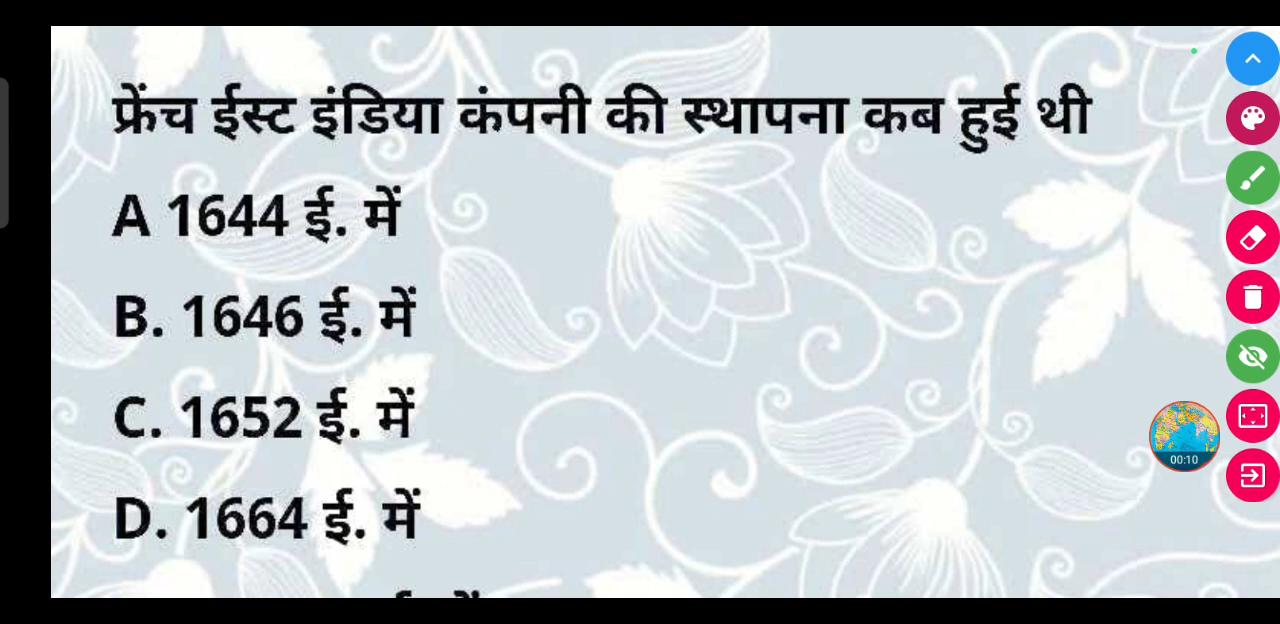 फ्रेंच ईस्ट इंडिया कंपनी की स्थापना कब हुई थी
A 1644 ई. में
B. 1646 ई. में
C. 1652 ई. में
D. 1664 ई. में
00:10